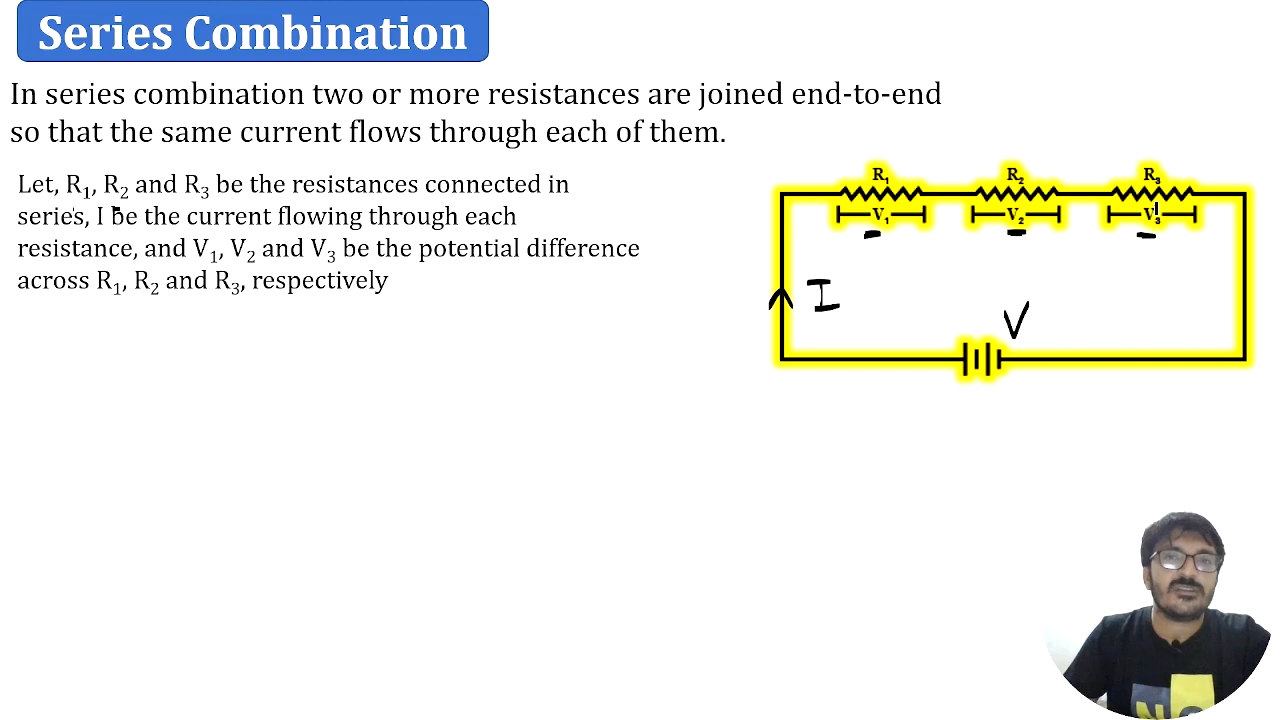 Series Combination
In series combination two or more resistances are joined end-to-end
so that the same current flows through each of them.
Let, R₁, R₂ and R₃ be the resistances connected in
series, I be the current flowing through each
resistance, and V₁, V₂ and V₃ be the potential difference
across R₁, R₂ and R₃, respectively
R₁ R₂ R₃
V₁ V₂ V₃
I
V